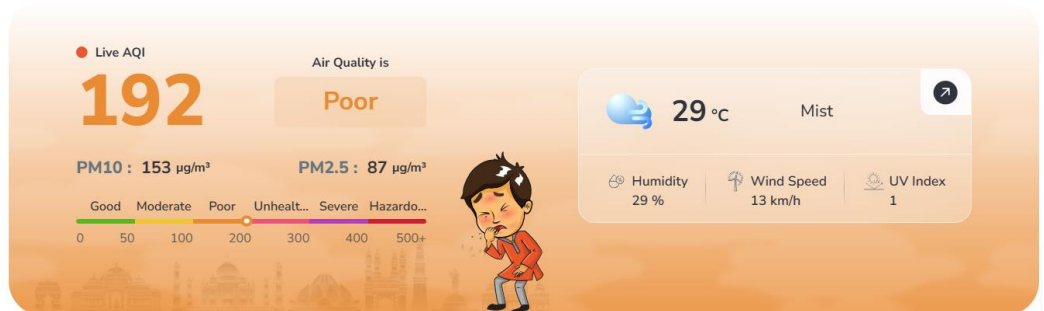 Live AQI
192
Air Quality is
Poor
PM10 : 153 µg/m³
PM2.5 : 87 µg/m³
Good Moderate Poor Unhealt... Severe Hazardo...
0 50 100 200 300 400 500+
29 °C
Mist
Humidity
29 %
Wind Speed
13 km/h
UV Index
1